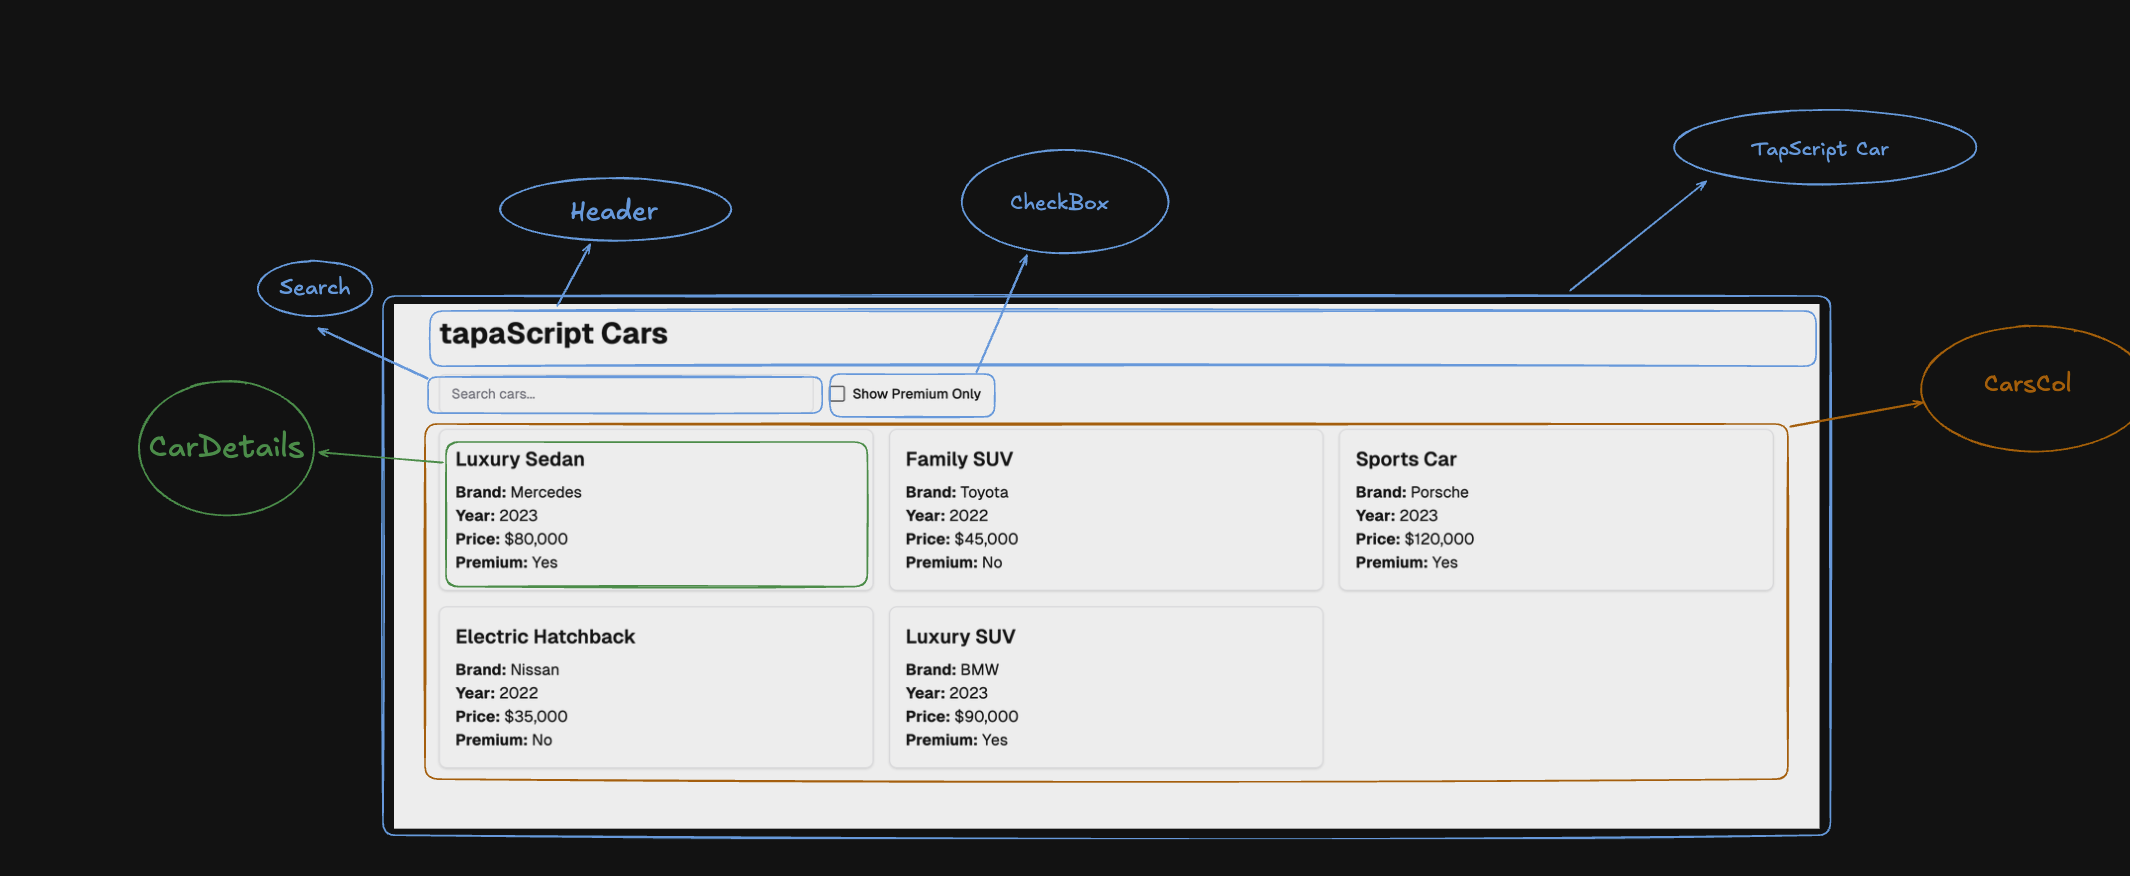 TapScript Car
CheckBox
Header
Search
tapaScript Cars
CarsCol
Search cars...
Show Premium Only
CarDetails
Luxury Sedan
Brand: Mercedes
Year: 2023
Price: $80,000
Premium: Yes
Family SUV
Brand: Toyota
Year: 2022
Price: $45,000
Premium: No
Sports Car
Brand: Porsche
Year: 2023
Price: $120,000
Premium: Yes
Electric Hatchback
Brand: Nissan
Year: 2022
Price: $35,000
Premium: No
Luxury SUV
Brand: BMW
Year: 2023
Price: $90,000
Premium: Yes